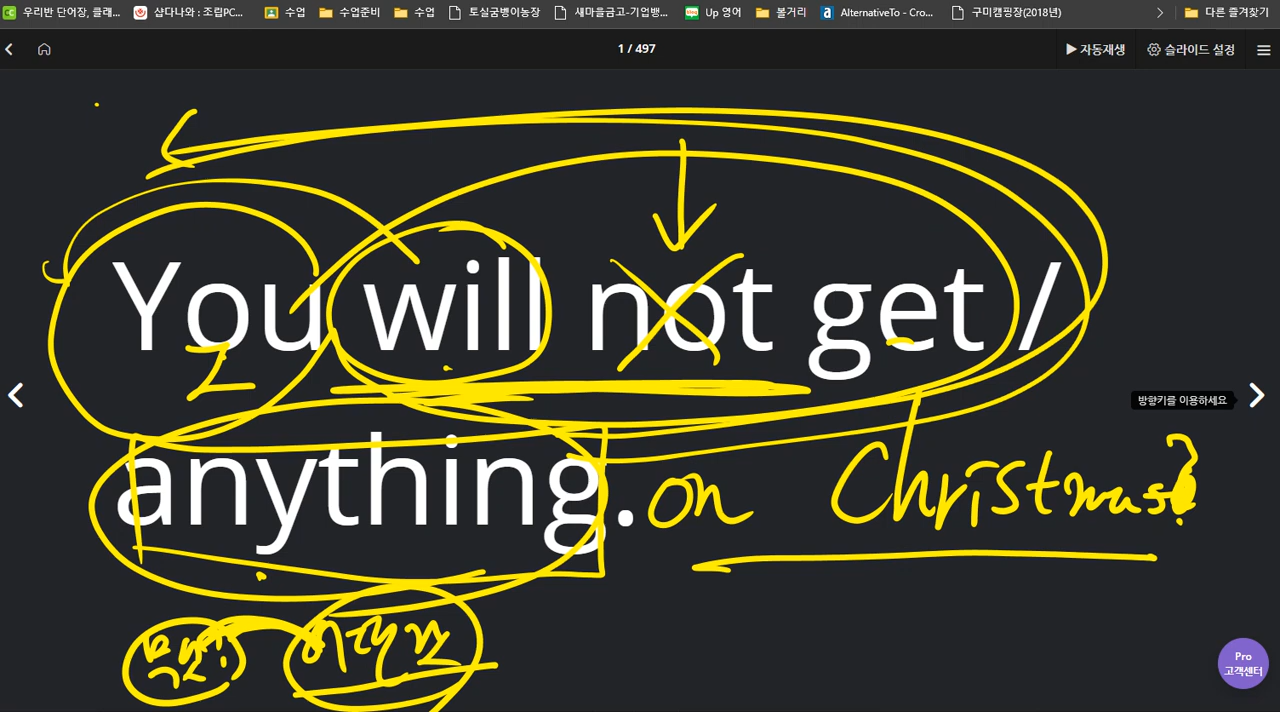 우리반 단어장, 클래... 샵다나와 : 조립PC... 수업 수업준비 수업 토실굼벵이농장 새마을금고-기업뱅... Up 영어 볼거리 AlternativeTo - Cro... 구미캠핑장(2018년) 다른 즐겨찾기
1 / 497 ▶ 자동재생 슬라이드 설정
You will not get /
2
방향키를 이용하세요
anything. on Christmas?
Pro
고객센터